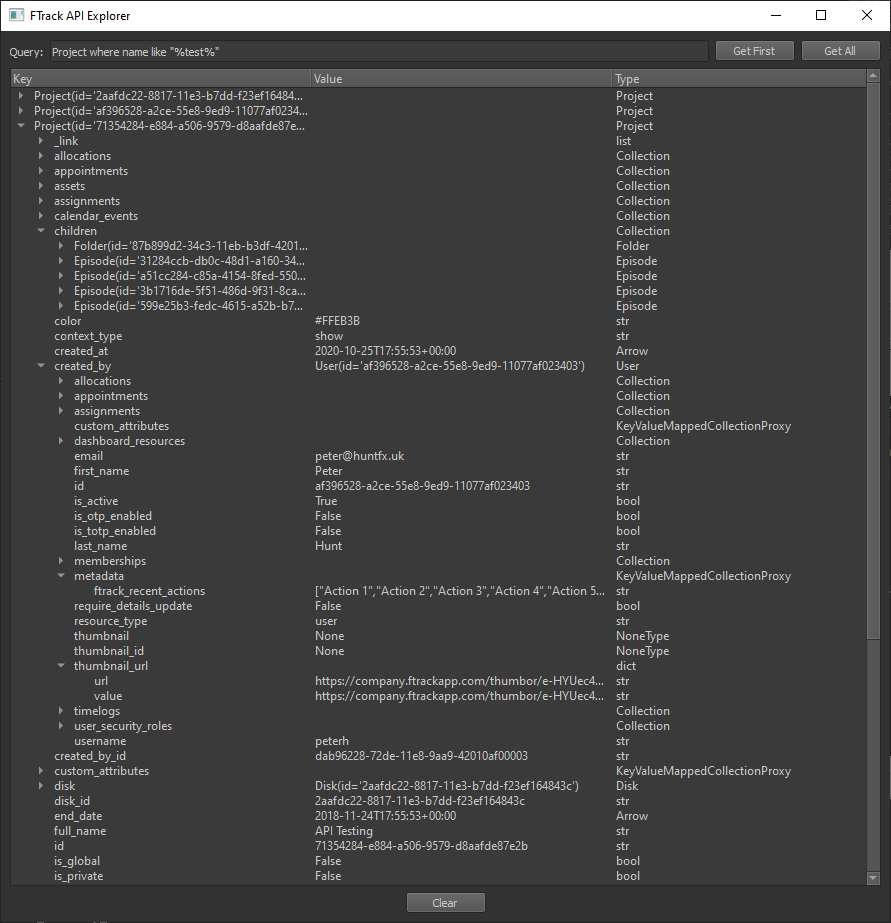 FTrack API Explorer
Query: Project where name like "%test%" Get First Get All
Key Value Type
Project(id='2aafdc22-8817-11e3-b7dd-f23ef16484... Project
Project(id='af396528-a2ce-55e8-9ed9-11077af0234... Project
Project(id='71354284-e884-a506-9579-d8aafde87e... Project
_link list
allocations Collection
appointments Collection
assets Collection
assignments Collection
calendar_events Collection
children Collection
Folder(id='87b899d2-34c3-11eb-b3df-4201... Folder
Episode(id='31284ccb-db0c-48d1-a160-34... Episode
Episode(id='a51cc284-c85a-4154-8fed-550... Episode
Episode(id='3b1716de-5f51-486d-9f31-8ca... Episode
Episode(id='599e25b3-fedc-4615-a52b-b7... Episode
color #FFEB3B str
context_type show str
created_at 2020-10-25T17:55:53+00:00 Arrow
created_by User(id='af396528-a2ce-55e8-9ed9-11077af023403') User
allocations Collection
appointments Collection
assignments Collection
custom_attributes KeyValueMappedCollectionProxy
dashboard_resources Collection
email peter@huntfx.uk str
first_name Peter str
id af396528-a2ce-55e8-9ed9-11077af023403 str
is_active True bool
is_otp_enabled False bool
is_totp_enabled False bool
last_name Hunt str
memberships Collection
metadata KeyValueMappedCollectionProxy
ftrack_recent_actions ["Action 1","Action 2","Action 3","Action 4","Action 5... str
require_details_update False bool
resource_type user str
thumbnail None NoneType
thumbnail_id None NoneType
thumbnail_url dict
url https://company.ftrackapp.com/thumbor/e-HYUec4... str
value https://company.ftrackapp.com/thumbor/e-HYUec4... str
timelogs Collection
user_security_roles Collection
username peterh str
created_by_id dab96228-72de-11e8-9aa9-42010af00003 str
custom_attributes KeyValueMappedCollectionProxy
disk Disk(id='2aafdc22-8817-11e3-b7dd-f23ef164843c') Disk
disk_id 2aafdc22-8817-11e3-b7dd-f23ef164843c str
end_date 2018-11-24T17:55:53+00:00 Arrow
full_name API Testing str
id 71354284-e884-a506-9579-d8aafde87e2b str
is_global False bool
is_private False bool
Clear